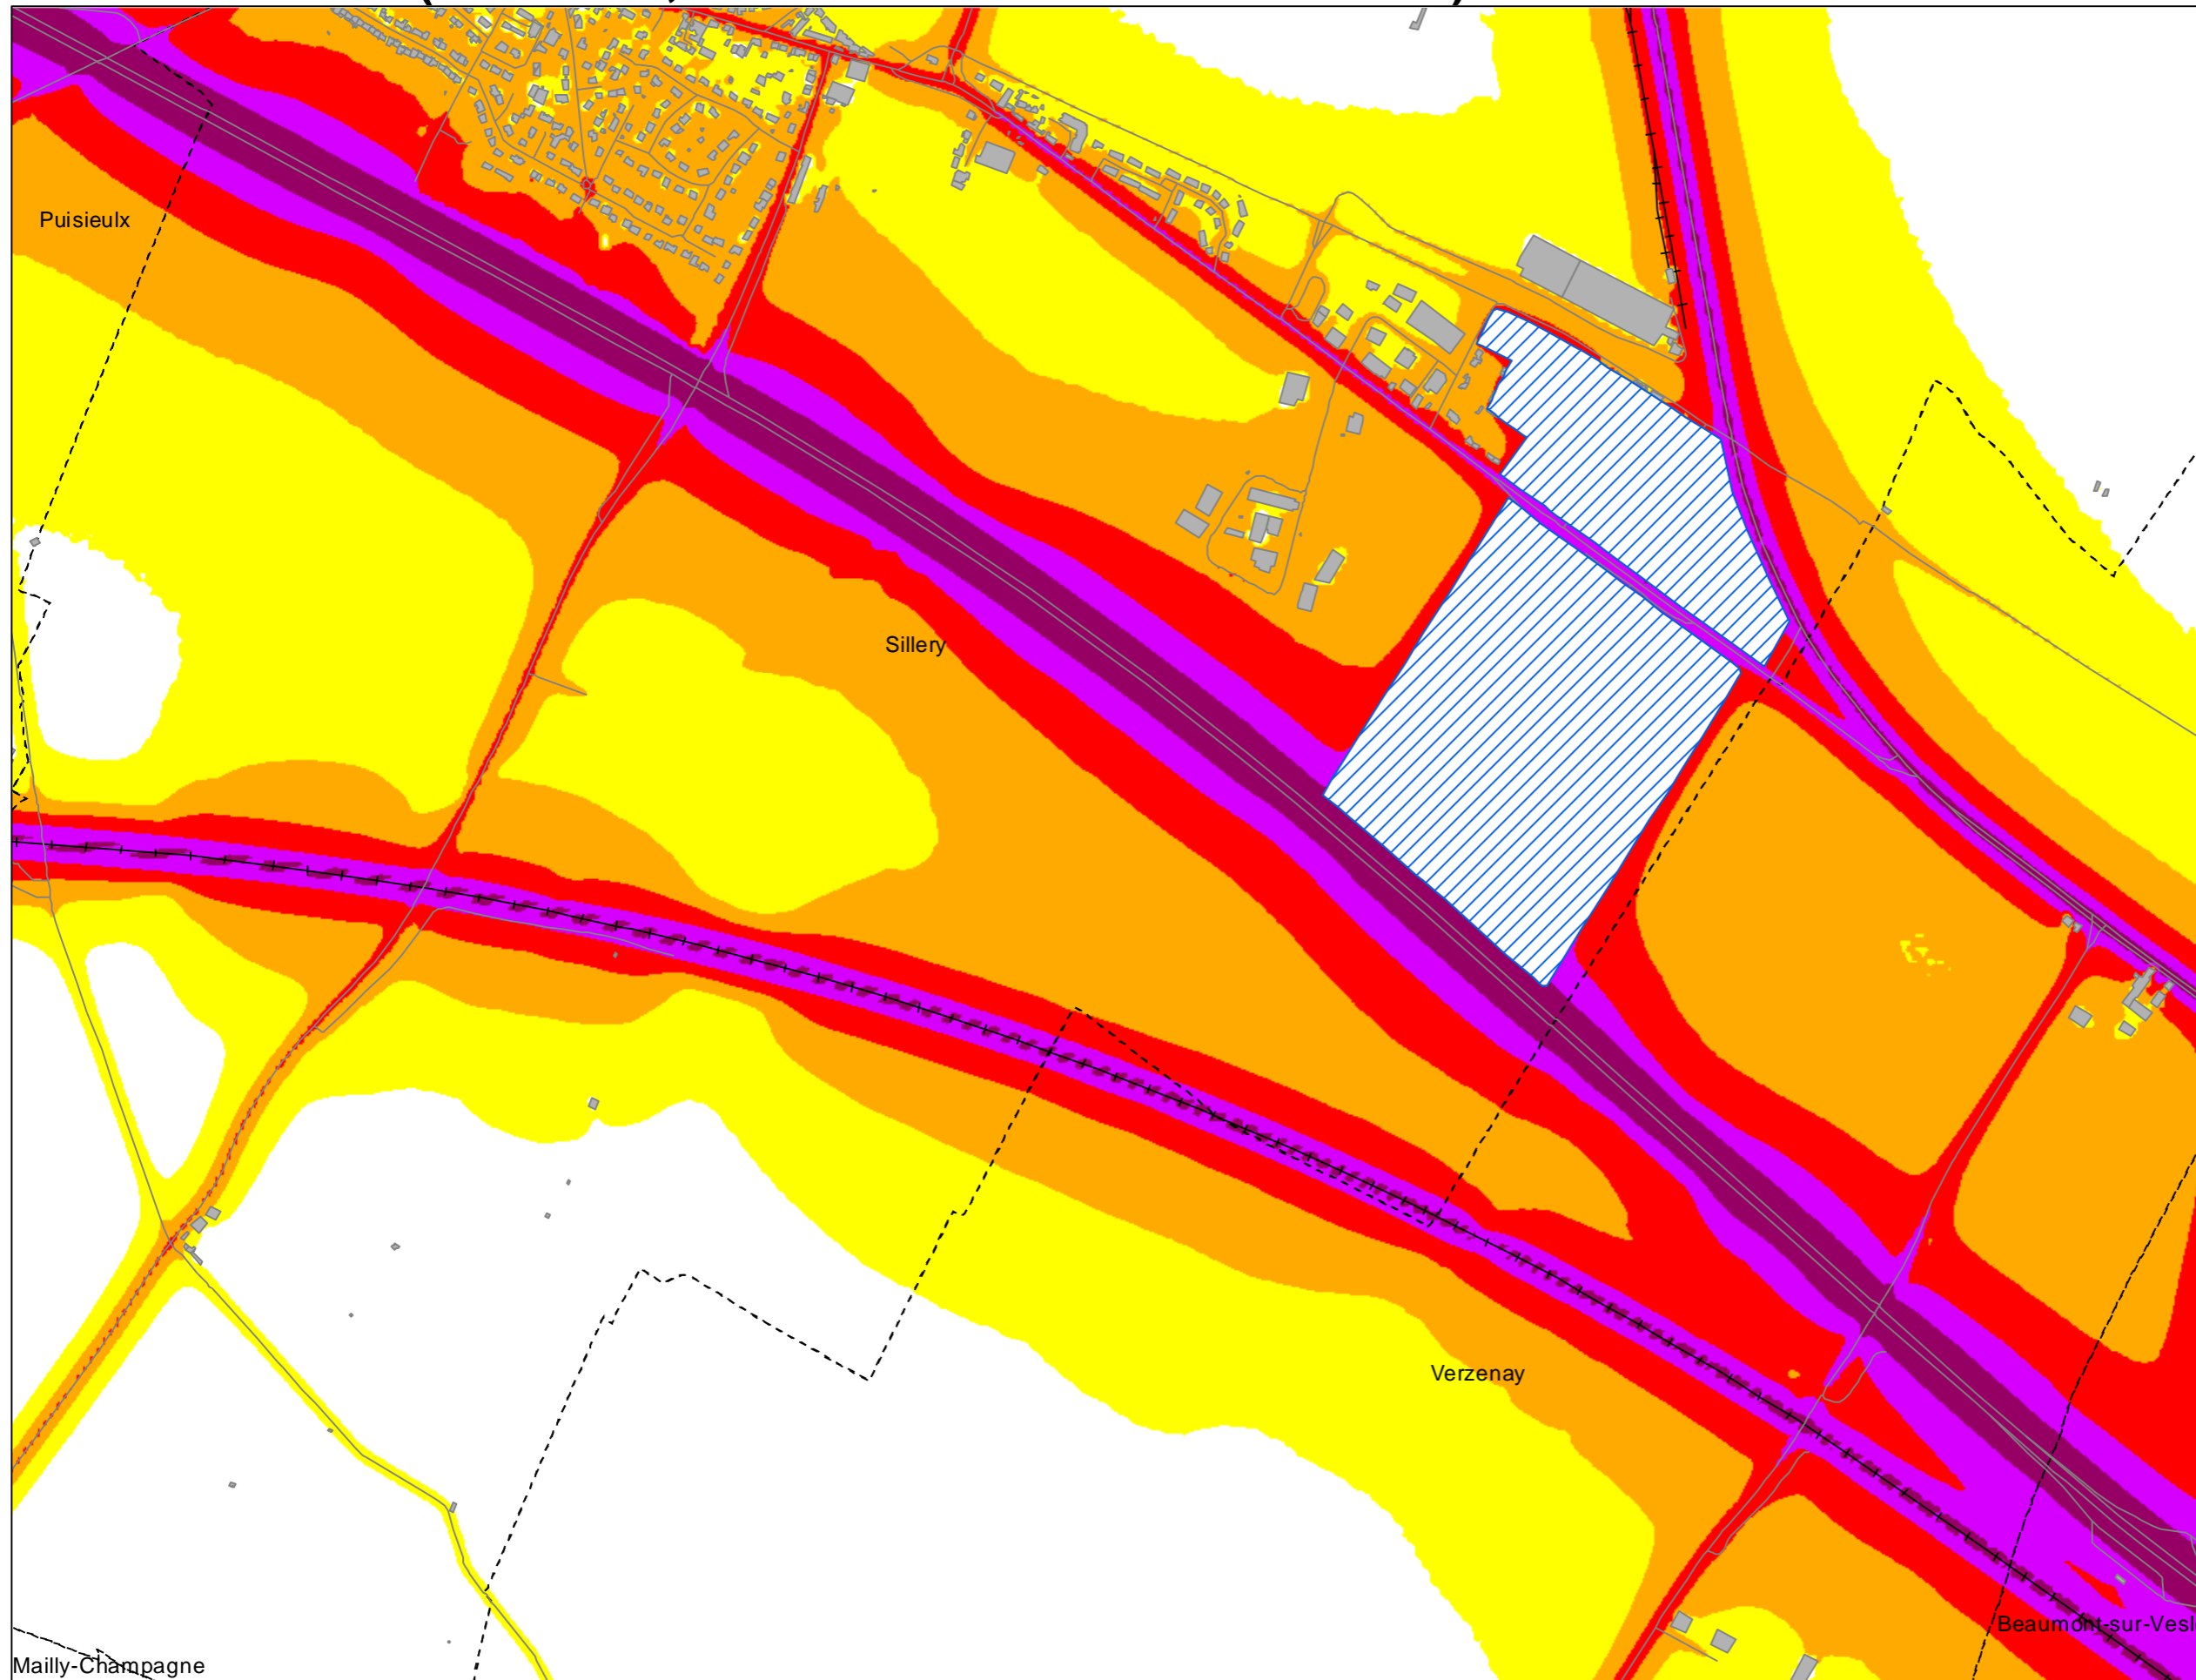 Puisieulx
Sillery
Verzenay
Beaumont-sur-Vesl
Mailly-Champagne